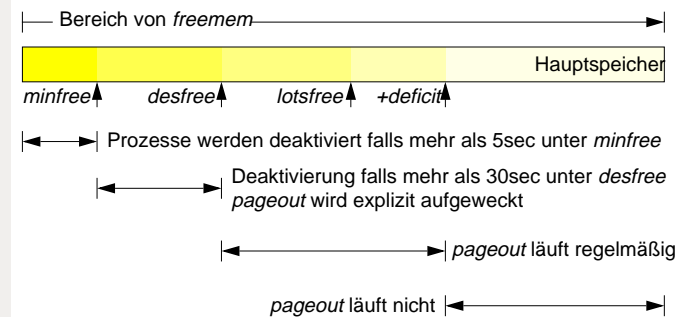 Bereich von freemem
Hauptspeicher
minfree desfree lotsfree +deficit
Prozesse werden deaktiviert falls mehr als 5sec unter minfree
Deaktivierung falls mehr als 30sec unter desfree
pageout wird explizit aufgeweckt
pageout läuft regelmäßig
pageout läuft nicht